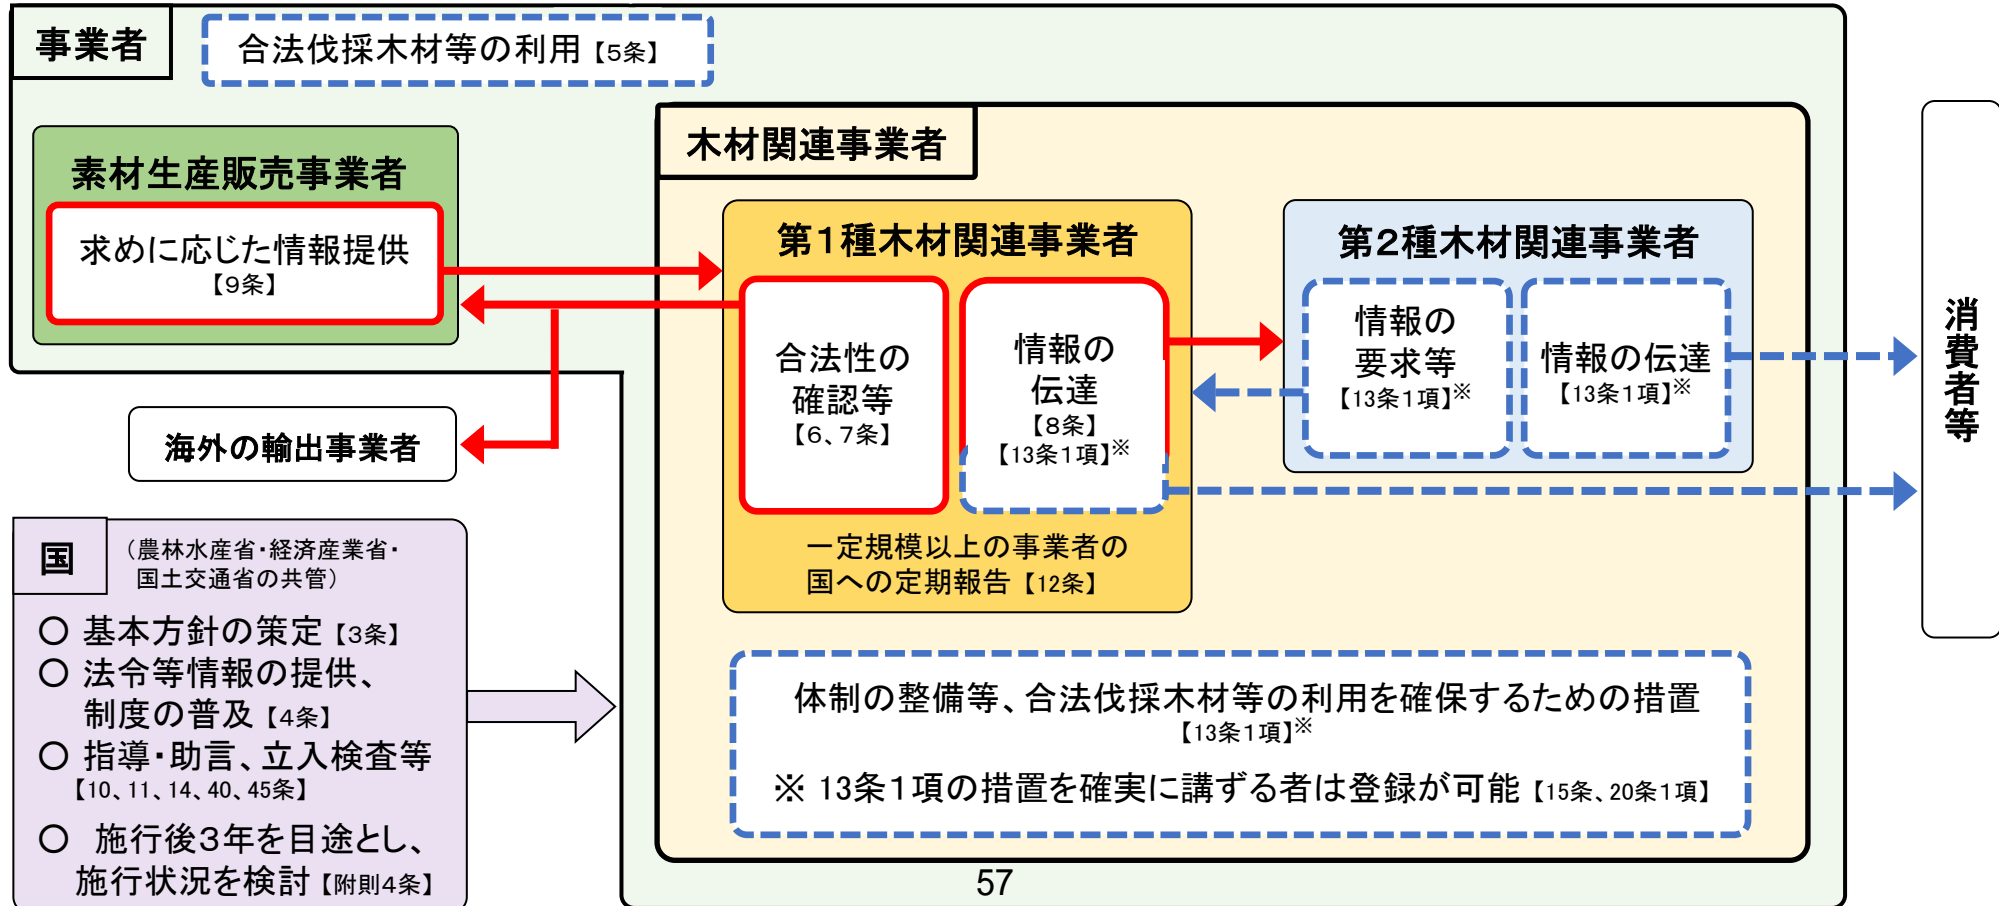 事業者
合法伐採木材等の利用【5条】
素材生産販売事業者
求めに応じた情報提供
【9条】
木材関連事業者
第1種木材関連事業者
合法性の
確認等
【6、7条】
情報の
伝達
【8条】
【13条1項】※
一定規模以上の事業者の
国への定期報告【12条】
第2種木材関連事業者
情報の
要求等
【13条1項】※
情報の伝達
【13条1項】※
消費者等
海外の輸出事業者
国
（農林水産省・経済産業省・
国土交通省の共管）
○ 基本方針の策定【3条】
○ 法令等情報の提供、
制度の普及【4条】
○ 指導・助言、立入検査等
【10、11、14、40、45条】
○ 施行後3年を目途とし、
施行状況を検討【附則4条】
体制の整備等、合法伐採木材等の利用を確保するための措置
【13条1項】※
※ 13条1項の措置を確実に講ずる者は登録が可能【15条、20条1項】
57